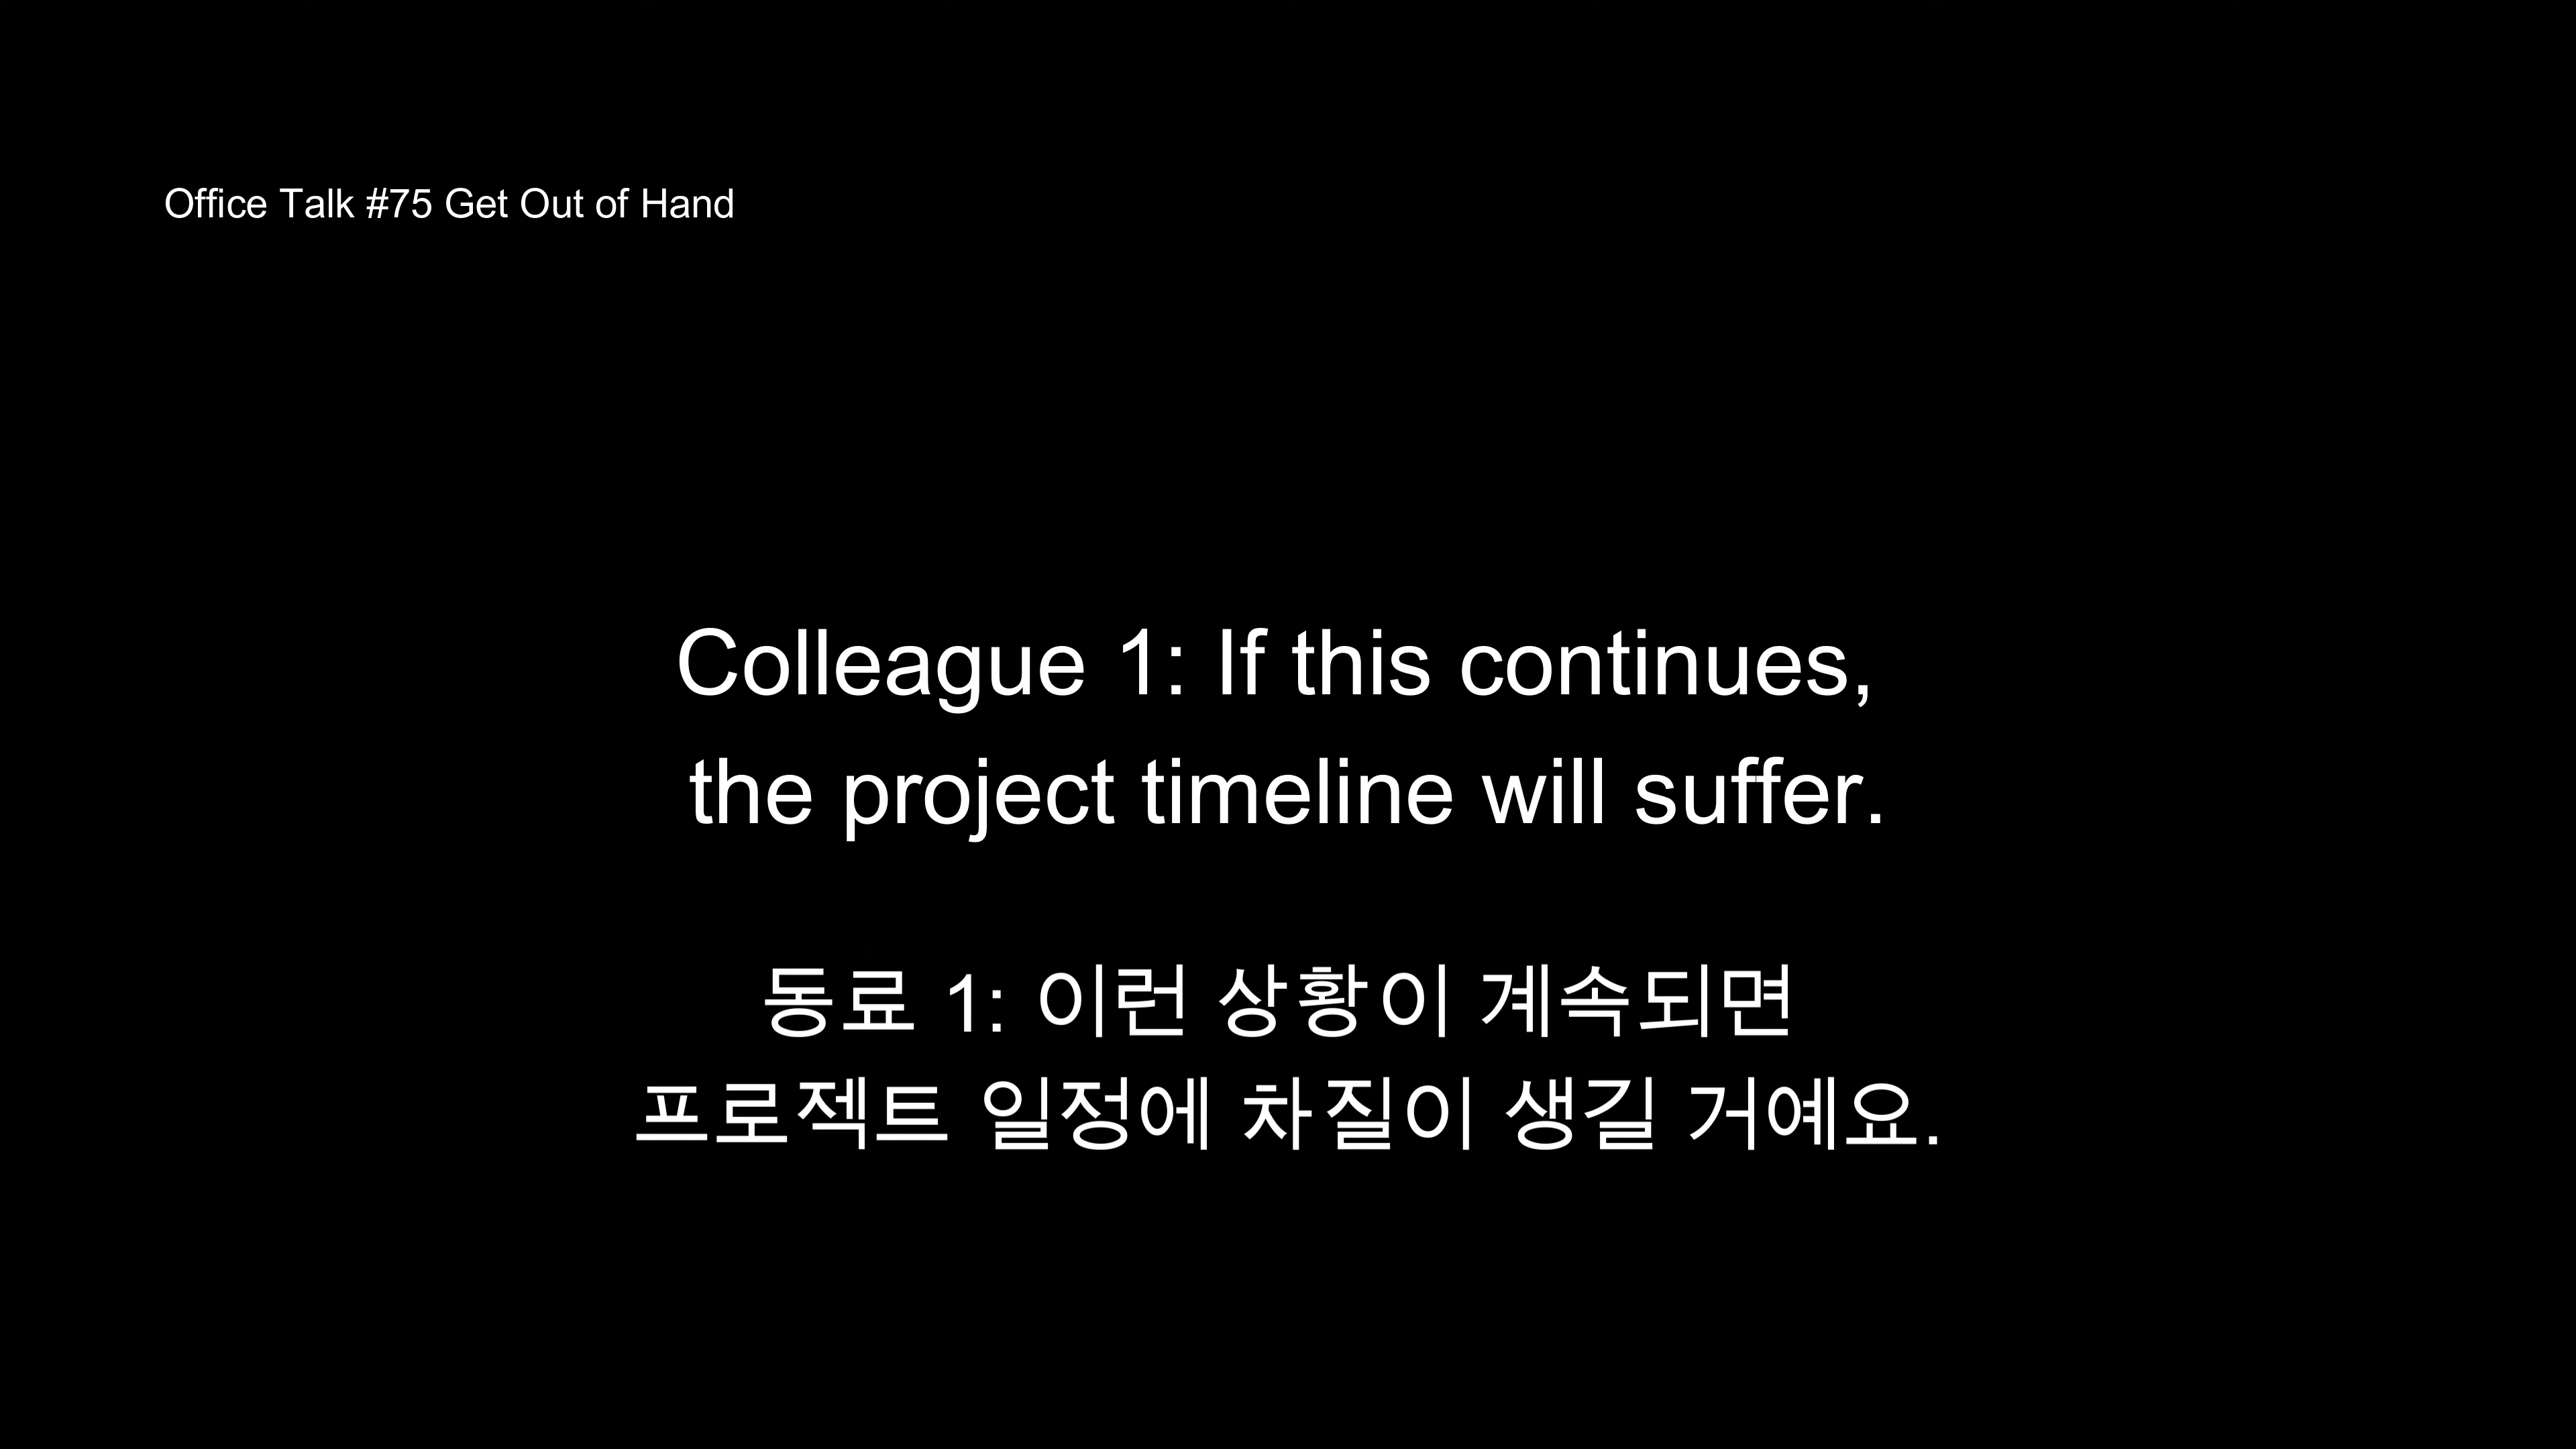 Office Talk #75 Get Out of Hand
Colleague 1: If this continues,
the project timeline will suffer.
동료 1: 이런 상황이 계속되면
프로젝트 일정에 차질이 생길 거예요.